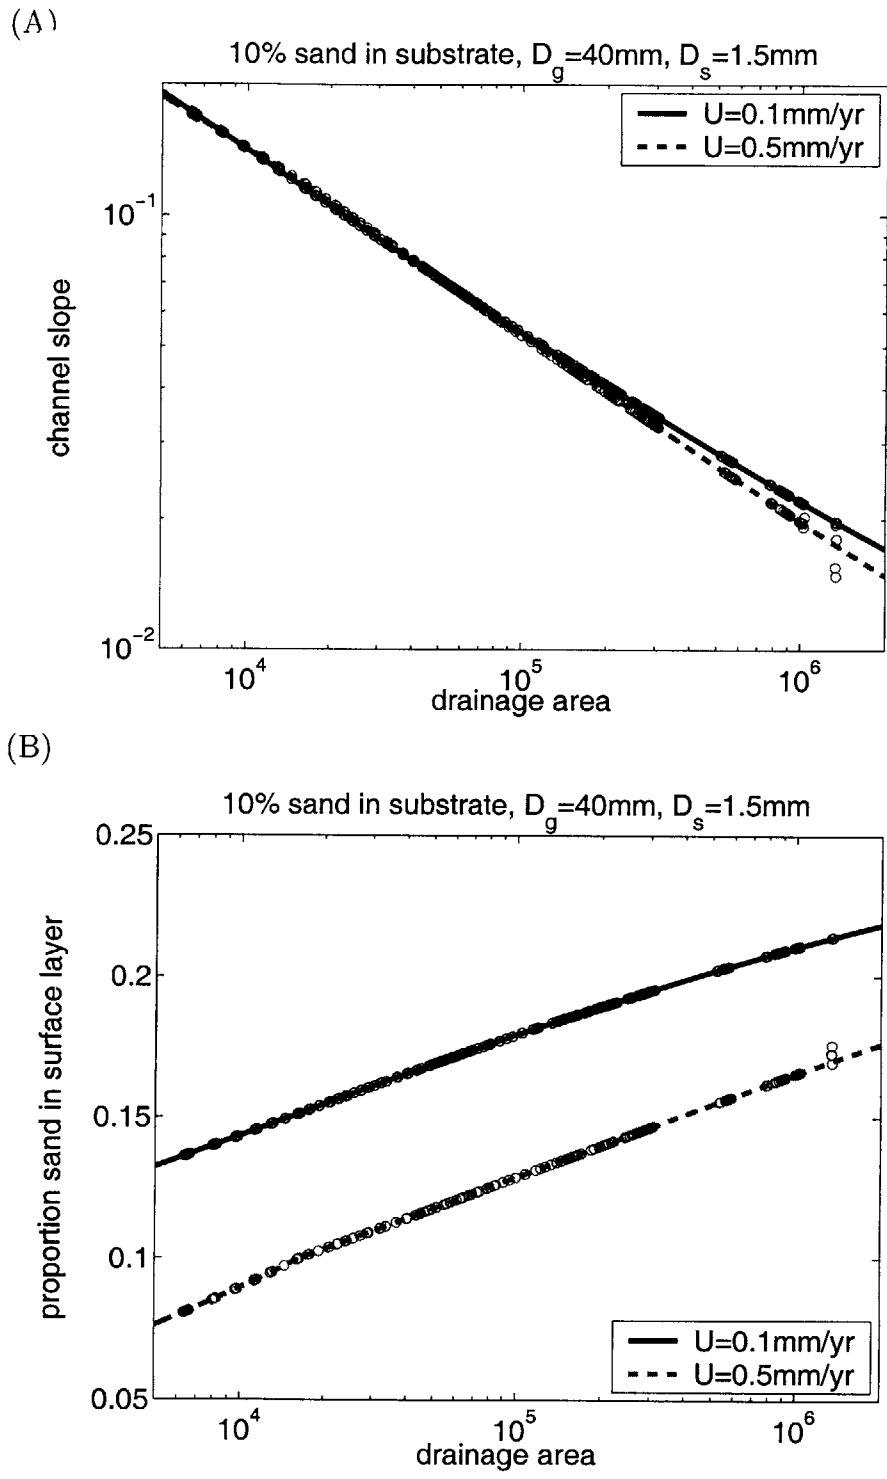 (A)
10% sand in substrate, D_g=40mm, D_s=1.5mm
U=0.1mm/yr
U=0.5mm/yr
10^−1
10^−2
channel slope
10^4 10^5 10^6
drainage area
(B)
10% sand in substrate, D_g=40mm, D_s=1.5mm
0.25
0.2
0.15
0.1
0.05
proportion sand in surface layer
U=0.1mm/yr
U=0.5mm/yr
10^4 10^5 10^6
drainage area